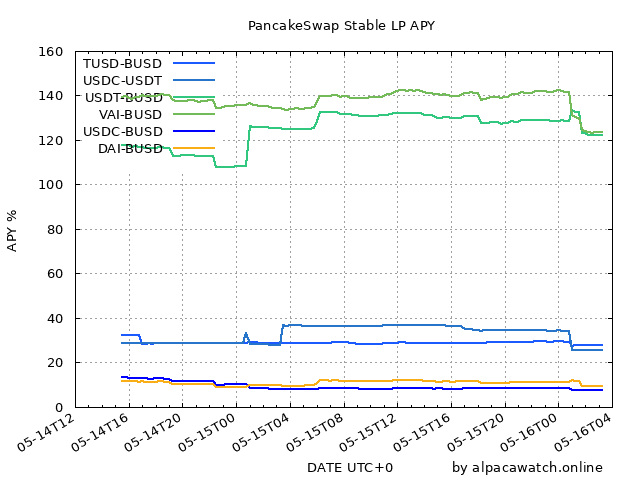 PancakeSwap Stable LP APY
160
140
120
100
80
60
40
20
0
APY %
TUSD-BUSD
USDC-USDT
USDT-BUSD
VAI-BUSD
USDC-BUSD
DAI-BUSD
05-14T12
05-14T16
05-14T20
05-15T00
05-15T04
05-15T08
05-15T12
05-15T16
05-15T20
05-16T00
05-16T04
DATE UTC+0
by alpacawatch.online